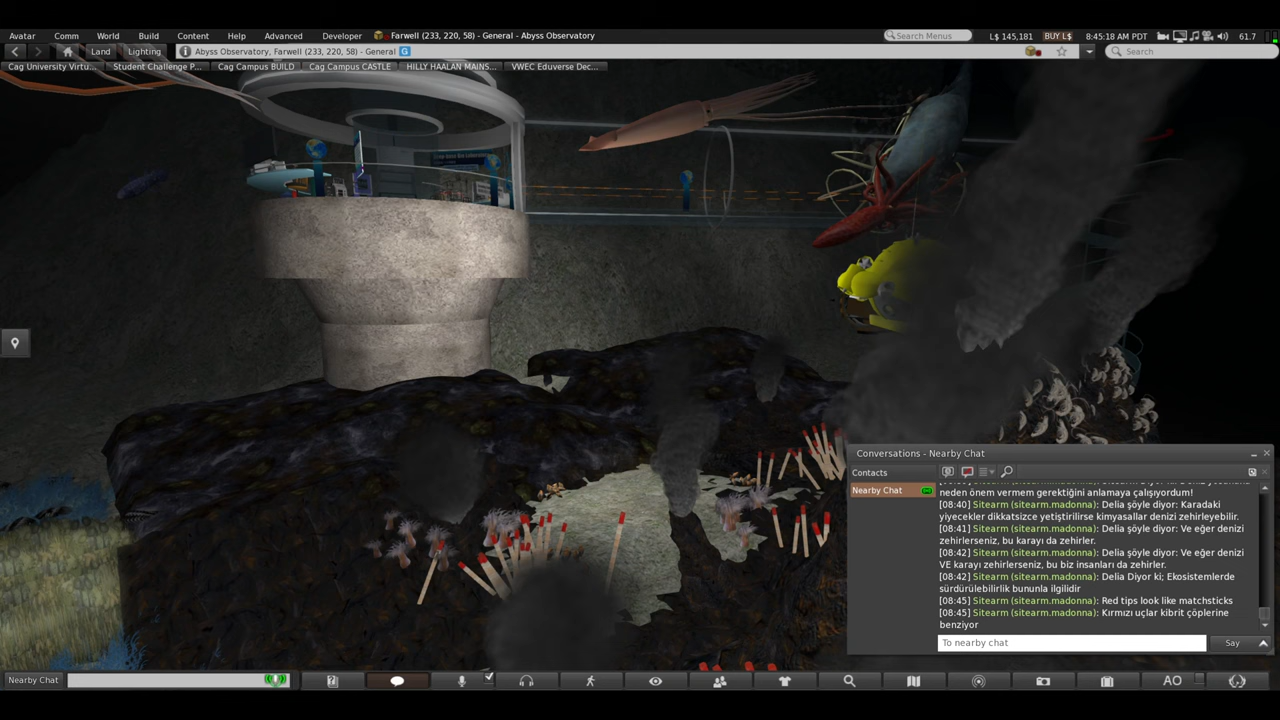 Avatar Comm World Build Content Help Advanced Developer Farwell (233, 220, 58) - General - Abyss Observatory Search Menus L$ 145,181 BUY L$ 8:45:18 AM PDT 61.7
Land Lighting Abyss Observatory, Farwell (233, 220, 58) - General G Search
Cag University Virtu... Student Challenge P... Cag Campus BUILD Cag Campus CASTLE HILLY HAALAN MAINS... VWEC Eduverse Dec...
Conversations - Nearby Chat
Contacts
Nearby Chat
neden önem vermem gerektiğini anlamaya çalışıyordum!
[08:40] Sitearm (sitearm.madonna): Delia şöyle diyor: Karadaki
yiyecekler dikkatsizce yetiştirilirse kimyasallar denizi zehirleyebilir.
[08:41] Sitearm (sitearm.madonna): Delia şöyle diyor: Ve eğer denizi
zehirlerseniz, bu karayı da zehirler.
[08:42] Sitearm (sitearm.madonna): Delia şöyle diyor: Ve eğer denizi
VE karayı zehirlerseniz, bu biz insanları da zehirler.
[08:42] Sitearm (sitearm.madonna): Delia Diyor ki; Ekosistemlerde
sürdürülebilirlik bununla ilgilidir
[08:45] Sitearm (sitearm.madonna): Red tips look like matchsticks
[08:45] Sitearm (sitearm.madonna): Kırmızı uçlar kibrit çöplerine
benziyor
To nearby chat Say
Nearby Chat AO